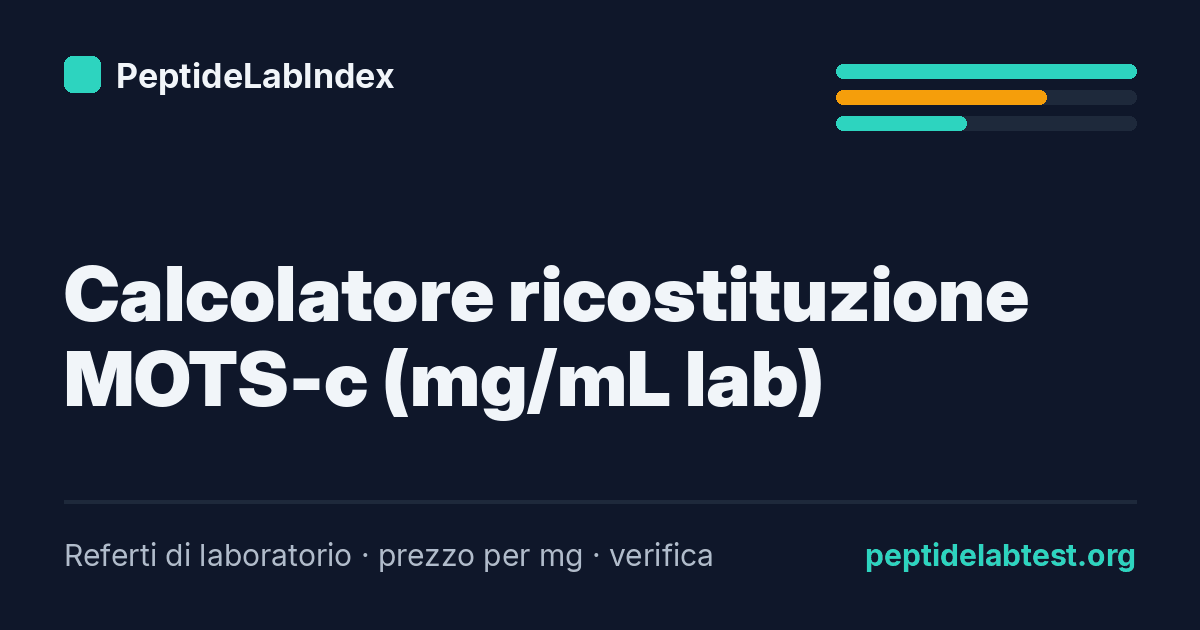 PeptideLabIndex
Calcolatore ricostituzione
MOTS-c (mg/mL lab)
Referti di laboratorio · prezzo per mg · verifica
peptidelabtest.org